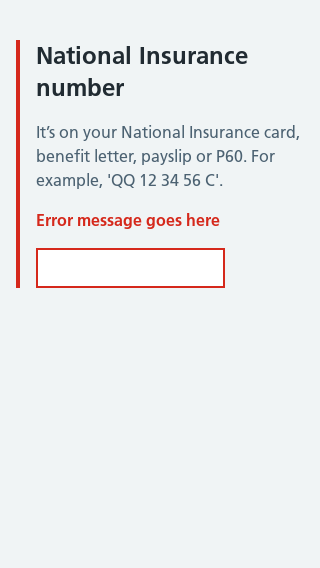 National Insurance
number
It’s on your National Insurance card,
benefit letter, payslip or P60. For
example, 'QQ 12 34 56 C'.
Error message goes here